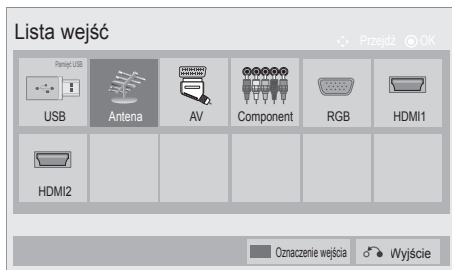 Lista wejść
Przejdź OK
Pamięć USB
USB
Antena
AV
Component
RGB
HDMI1
HDMI2
Oznaczenie wejścia
Wyjście